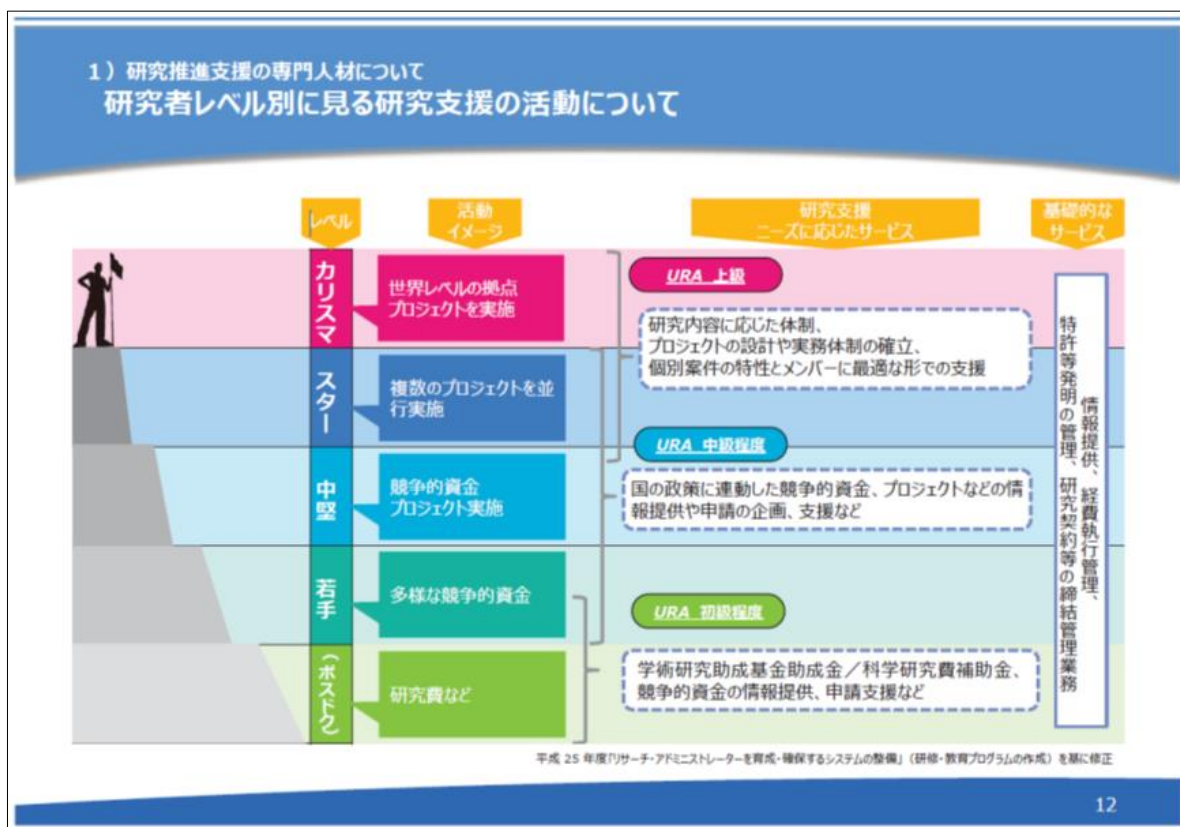 1）研究推進支援の専門人材について
研究者レベル別に見る研究支援の活動について
レベル
活動
イメージ
研究支援
ニーズに応じたサービス
基礎的な
サービス
カリスマ
世界レベルの拠点
プロジェクトを実施
URA 上級
研究内容に応じた体制、
プロジェクトの設計や実務体制の確立、
個別案件の特性とメンバーに最適な形での支援
スター
複数のプロジェクトを並
行実施
中堅
競争的資金
プロジェクト実施
URA 中級程度
国の政策に連動した競争的資金、プロジェクトなどの情
報提供や申請の企画、支援など
若手
多様な競争的資金
URA 初級程度
（ポスドク）
研究費など
学術研究助成基金助成金／科学研究費補助金、
競争的資金の情報提供、申請支援など
情報提供、経費執行管理、
特許等発明の管理、研究契約等の締結管理業務
平成 25 年度「リサーチ・アドミニストレーターを育成・確保するシステムの整備」（研修・教育プログラムの作成）を基に修正
12